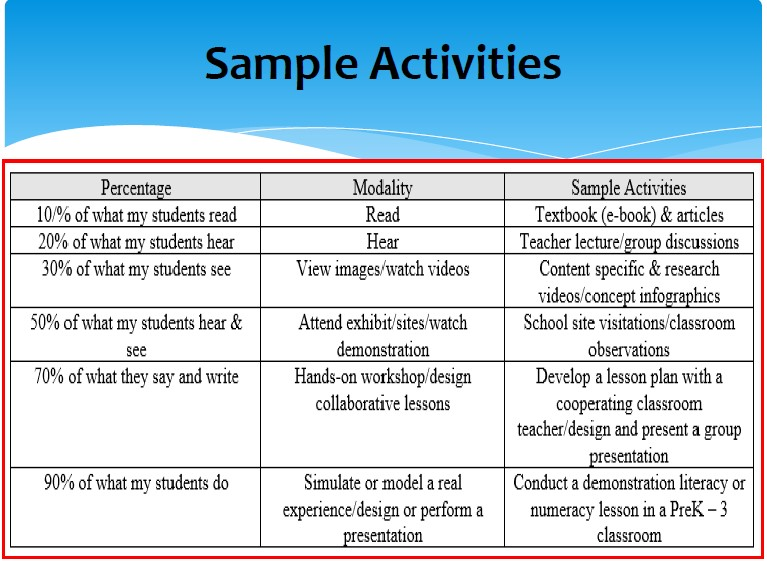 Sample Activities
Percentage Modality Sample Activities
10/% of what my students read Read Textbook (e-book) & articles
20% of what my students hear Hear Teacher lecture/group discussions
30% of what my students see View images/watch videos Content specific & research
videos/concept infographics
50% of what my students hear & Attend exhibit/sites/watch School site visitations/classroom
see demonstration observations
70% of what they say and write Hands-on workshop/design Develop a lesson plan with a
collaborative lessons cooperating classroom
teacher/design and present a group
presentation
90% of what my students do Simulate or model a real Conduct a demonstration literacy or
experience/design or perform a numeracy lesson in a PreK – 3
presentation classroom